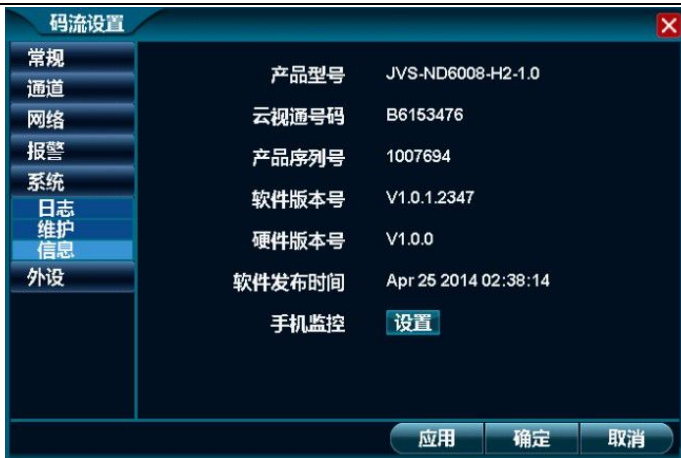 码流设置
常规
通道
网络
报警
系统
日志
维护
信息
外设
产品型号 JVS-ND6008-H2-1.0
云视通号码 B6153476
产品序列号 1007694
软件版本号 V1.0.1.2347
硬件版本号 V1.0.0
软件发布时间 Apr 25 2014 02:38:14
手机监控 设置
应用 确定 取消